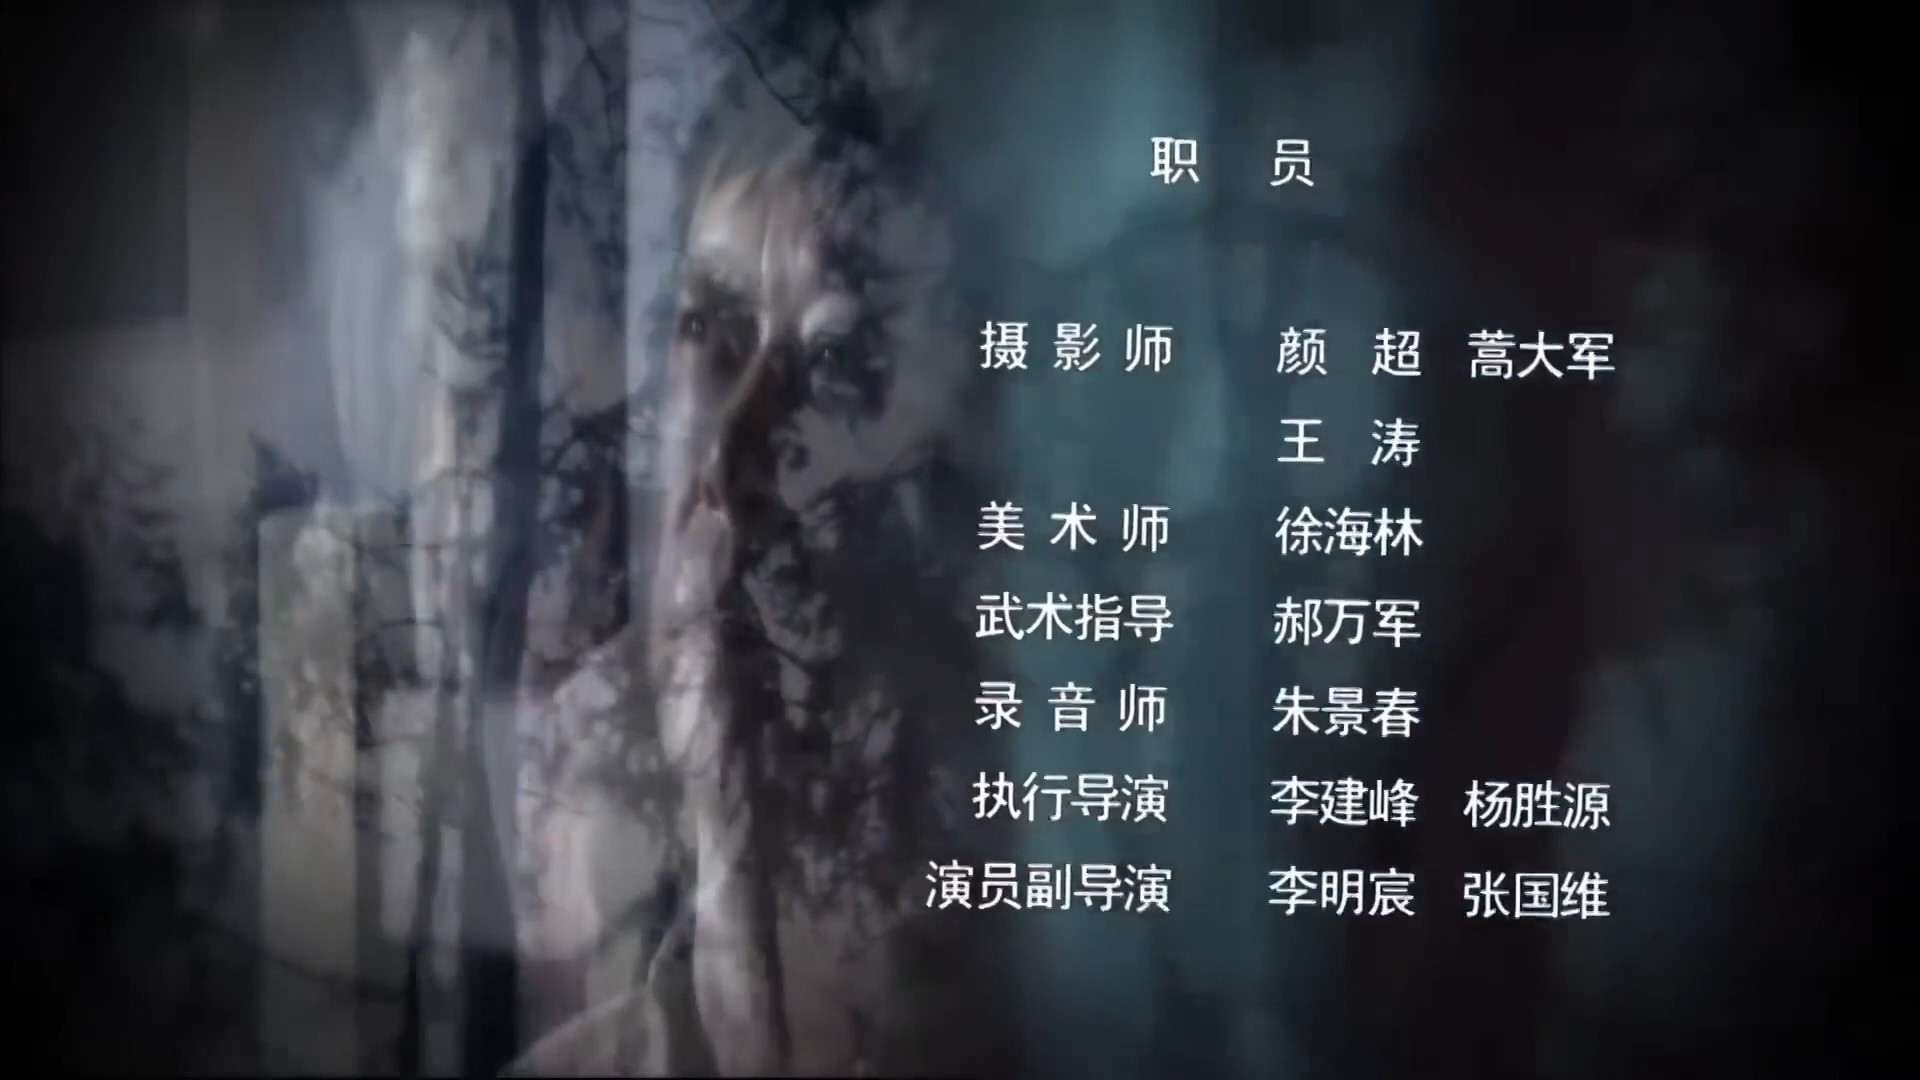 职 员
摄影师 颜超 蒿大军
王涛
美术师 徐海林
武术指导 郝万军
录音师 朱景春
执行导演 李建峰 杨胜源
演员副导演 李明宸 张国维